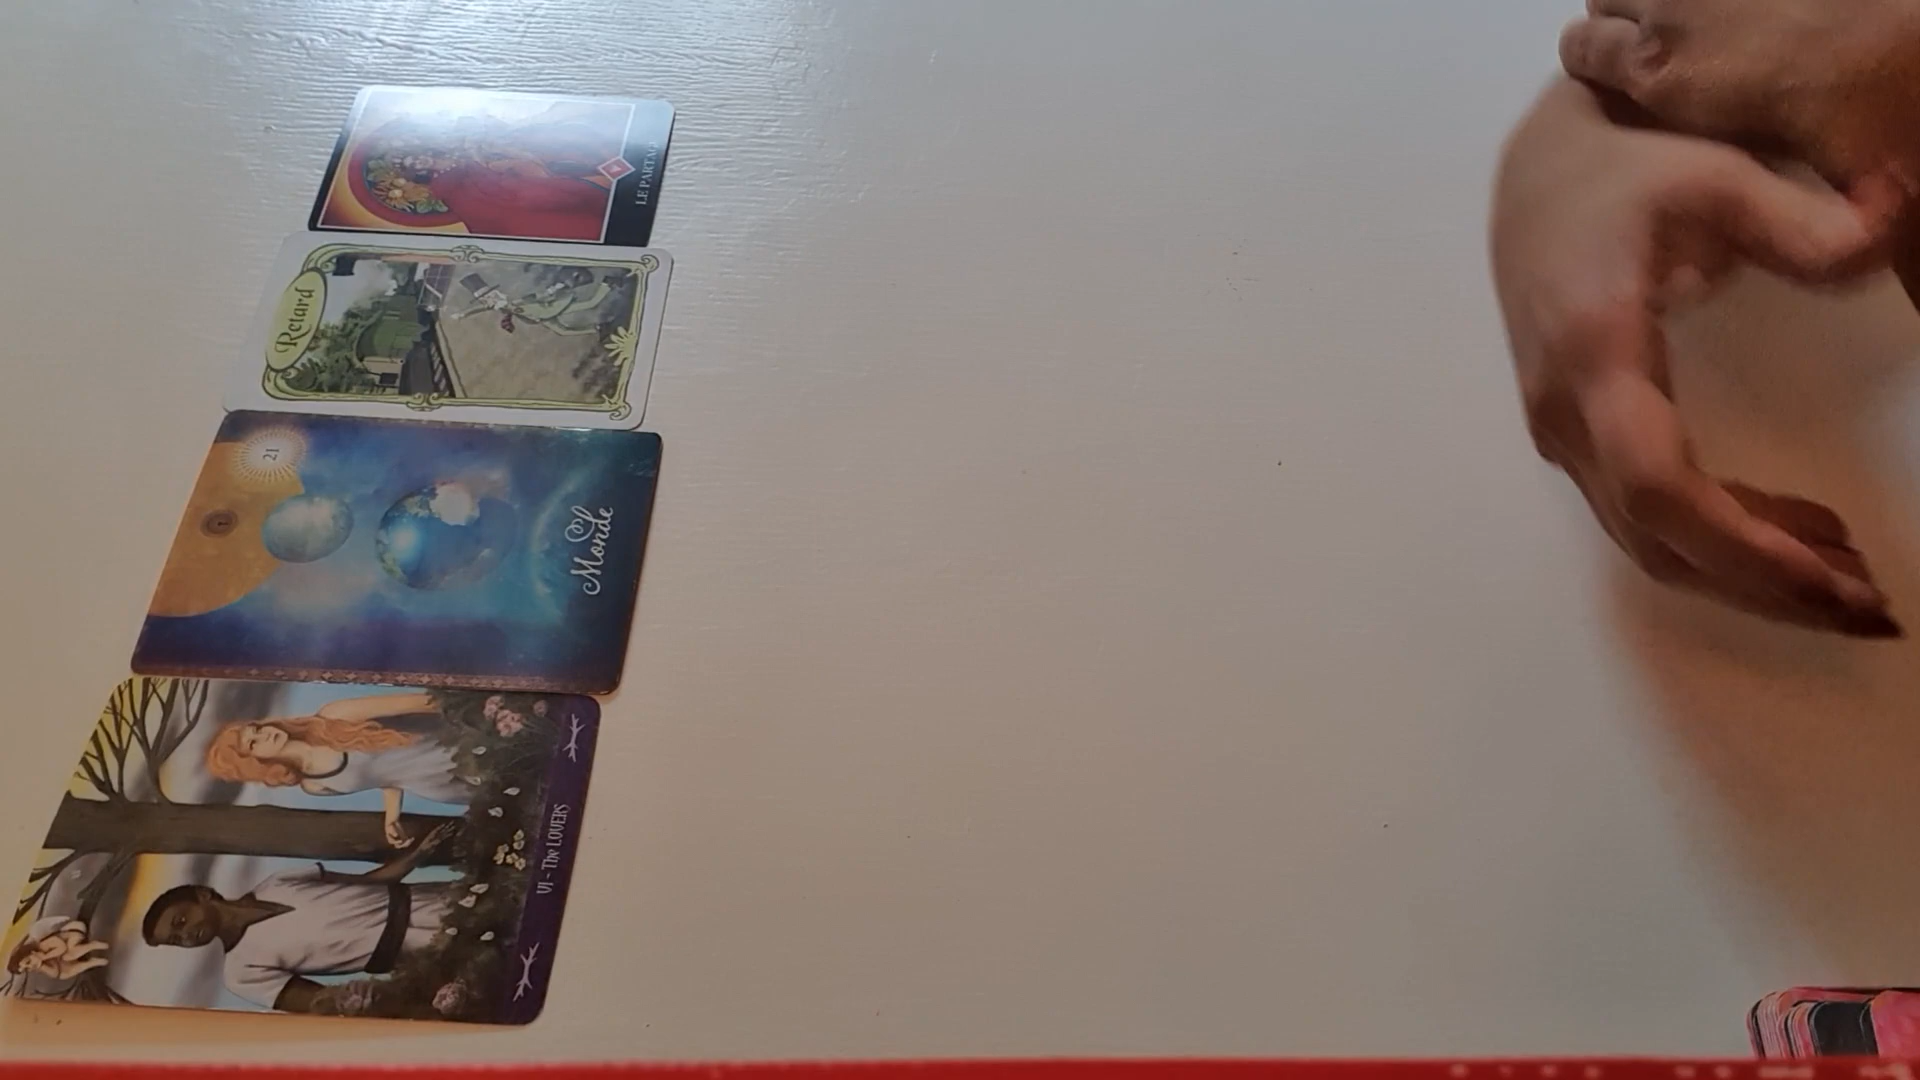 LE PARTAGE
Retard
21
Monde
VI - The LOVERS